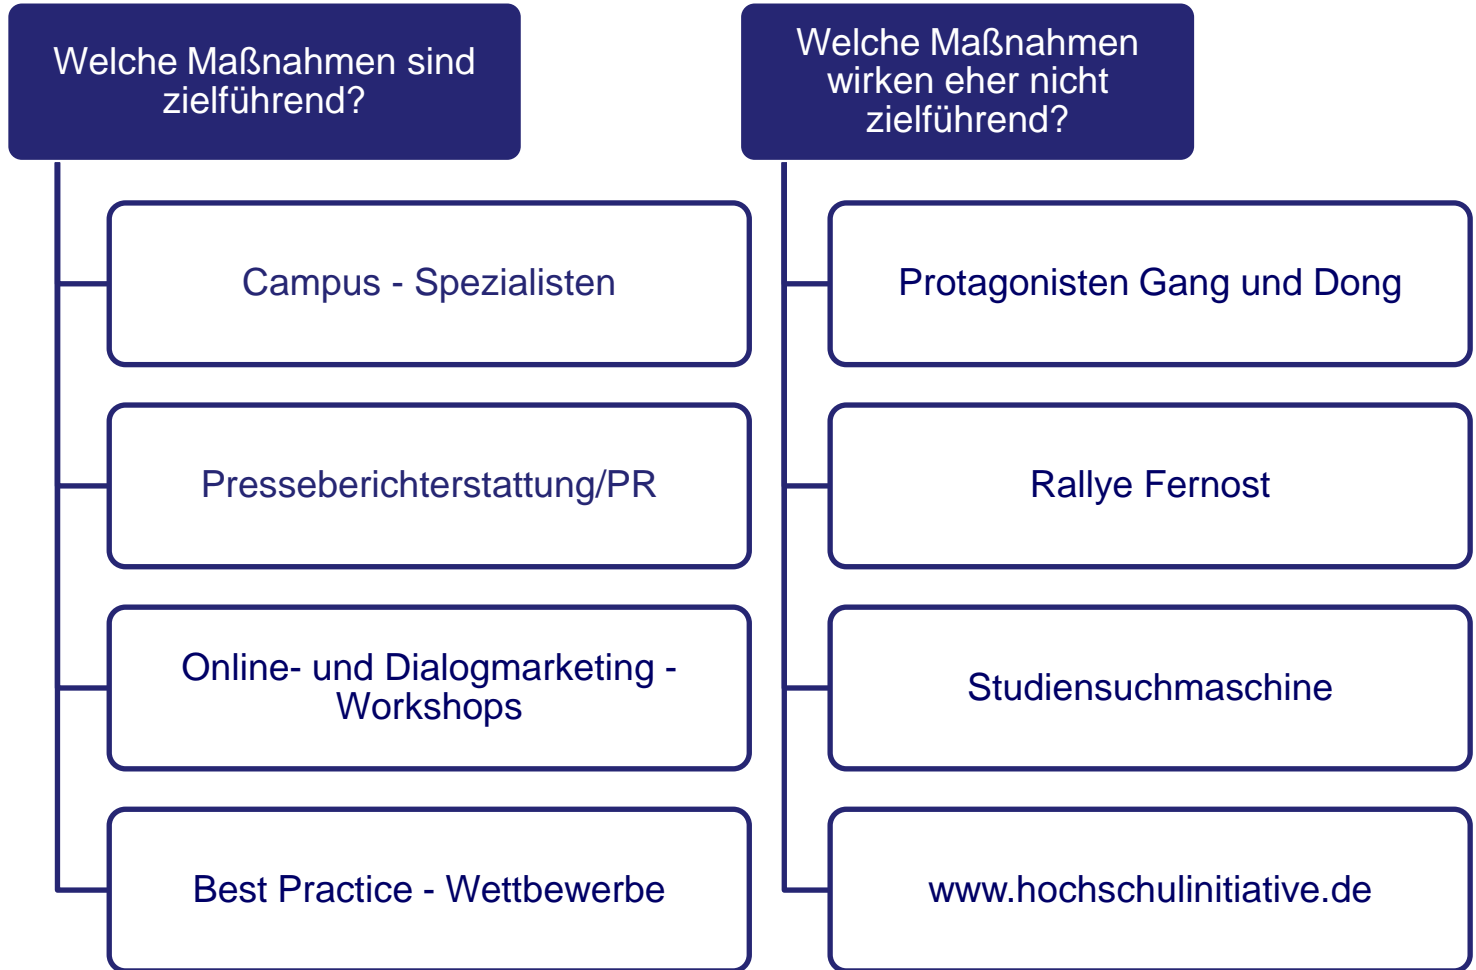 Welche Maßnahmen sind
zielführend?
Campus - Spezialisten
Presseberichterstattung/PR
Online- und Dialogmarketing -
Workshops
Best Practice - Wettbewerbe
Welche Maßnahmen
wirken eher nicht
zielführend?
Protagonisten Gang und Dong
Rallye Fernost
Studiensuchmaschine
www.hochschulinitiative.de